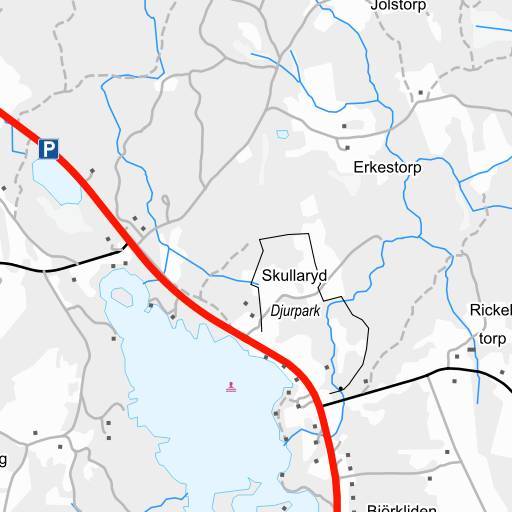 Jolstorp
P
Erkestorp
Skullaryd
Djurpark
Rickel
torp
g
Björkliden